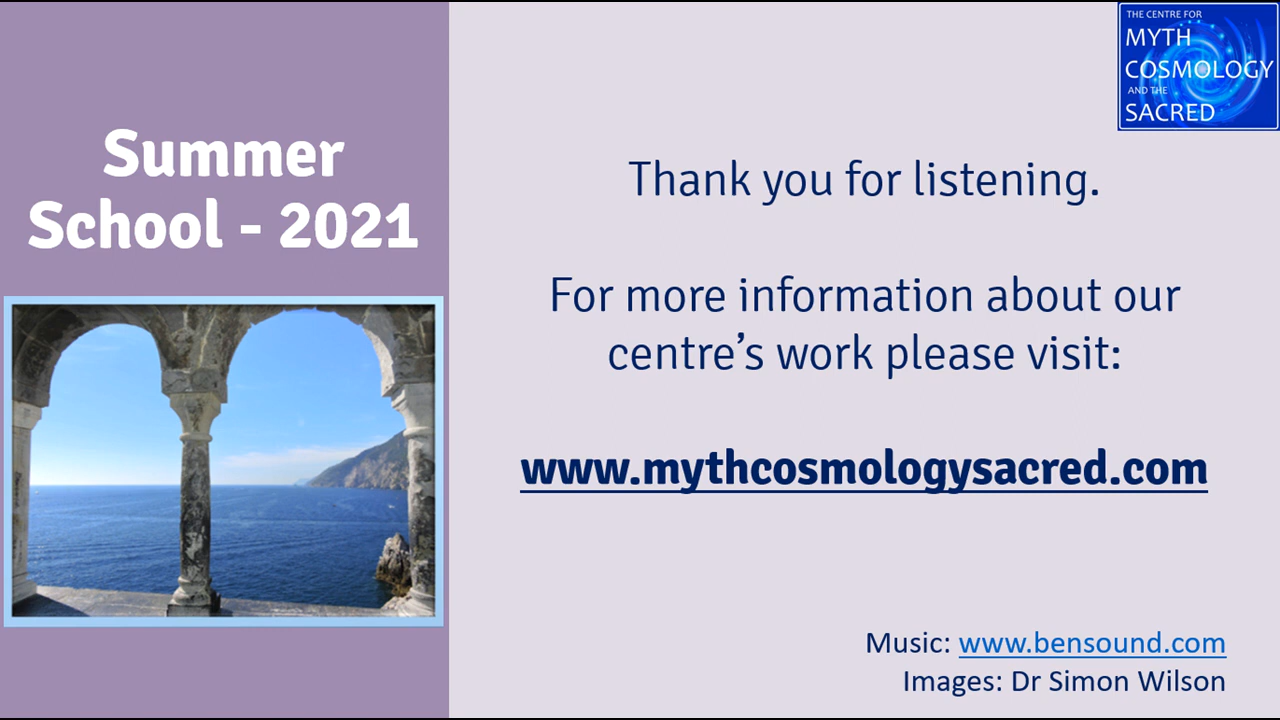 Summer
School - 2021
THE CENTRE FOR
MYTH
COSMOLOGY
AND THE
SACRED
Thank you for listening.
For more information about our
centre’s work please visit:
www.mythcosmologysacred.com
Music: www.bensound.com
Images: Dr Simon Wilson